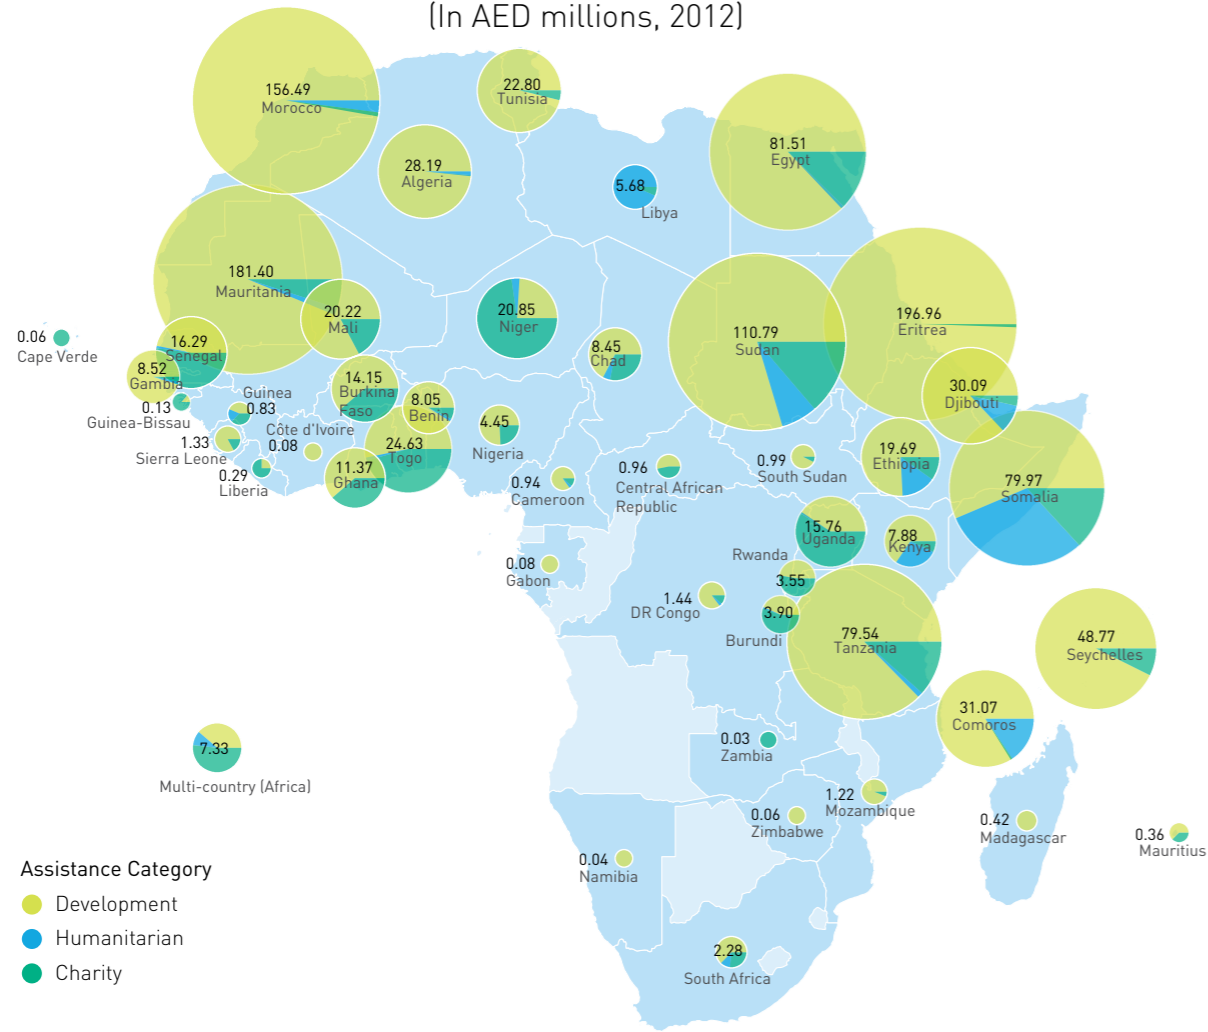 (In AED millions, 2012)
156.49
Morocco
22.80
Tunisia
81.51
Egypt
28.19
Algeria
5.68
Libya
181.40
Mauritania
20.22
Mali
20.85
Niger
196.96
Eritrea
110.79
Sudan
0.06
Cape Verde
16.29
Senegal
8.45
Chad
8.52
Gambia
14.15
Burkina
Faso
30.09
Djibouti
0.13
Guinea-Bissau
Guinea
0.83
8.05
Benin
4.45
Nigeria
1.33
Sierra Leone
Côte d'Ivoire
0.08
24.63
Togo
19.69
Ethiopia
0.29
Liberia
11.37
Ghana
0.94
Cameroon
0.96
Central African
Republic
0.99
South Sudan
79.97
Somalia
15.76
Uganda
7.88
Kenya
0.08
Gabon
Rwanda
3.55
1.44
DR Congo
3.90
Burundi
79.54
Tanzania
48.77
Seychelles
31.07
Comoros
7.33
Multi-country (Africa)
0.03
Zambia
1.22
Mozambique
0.06
Zimbabwe
0.42
Madagascar
0.36
Mauritius
0.04
Namibia
2.28
South Africa
Assistance Category
Development
Humanitarian
Charity